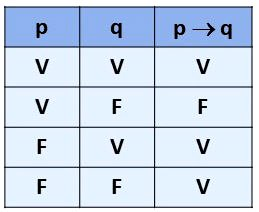 p q p → q
V V V
V F F
F V V
F F V